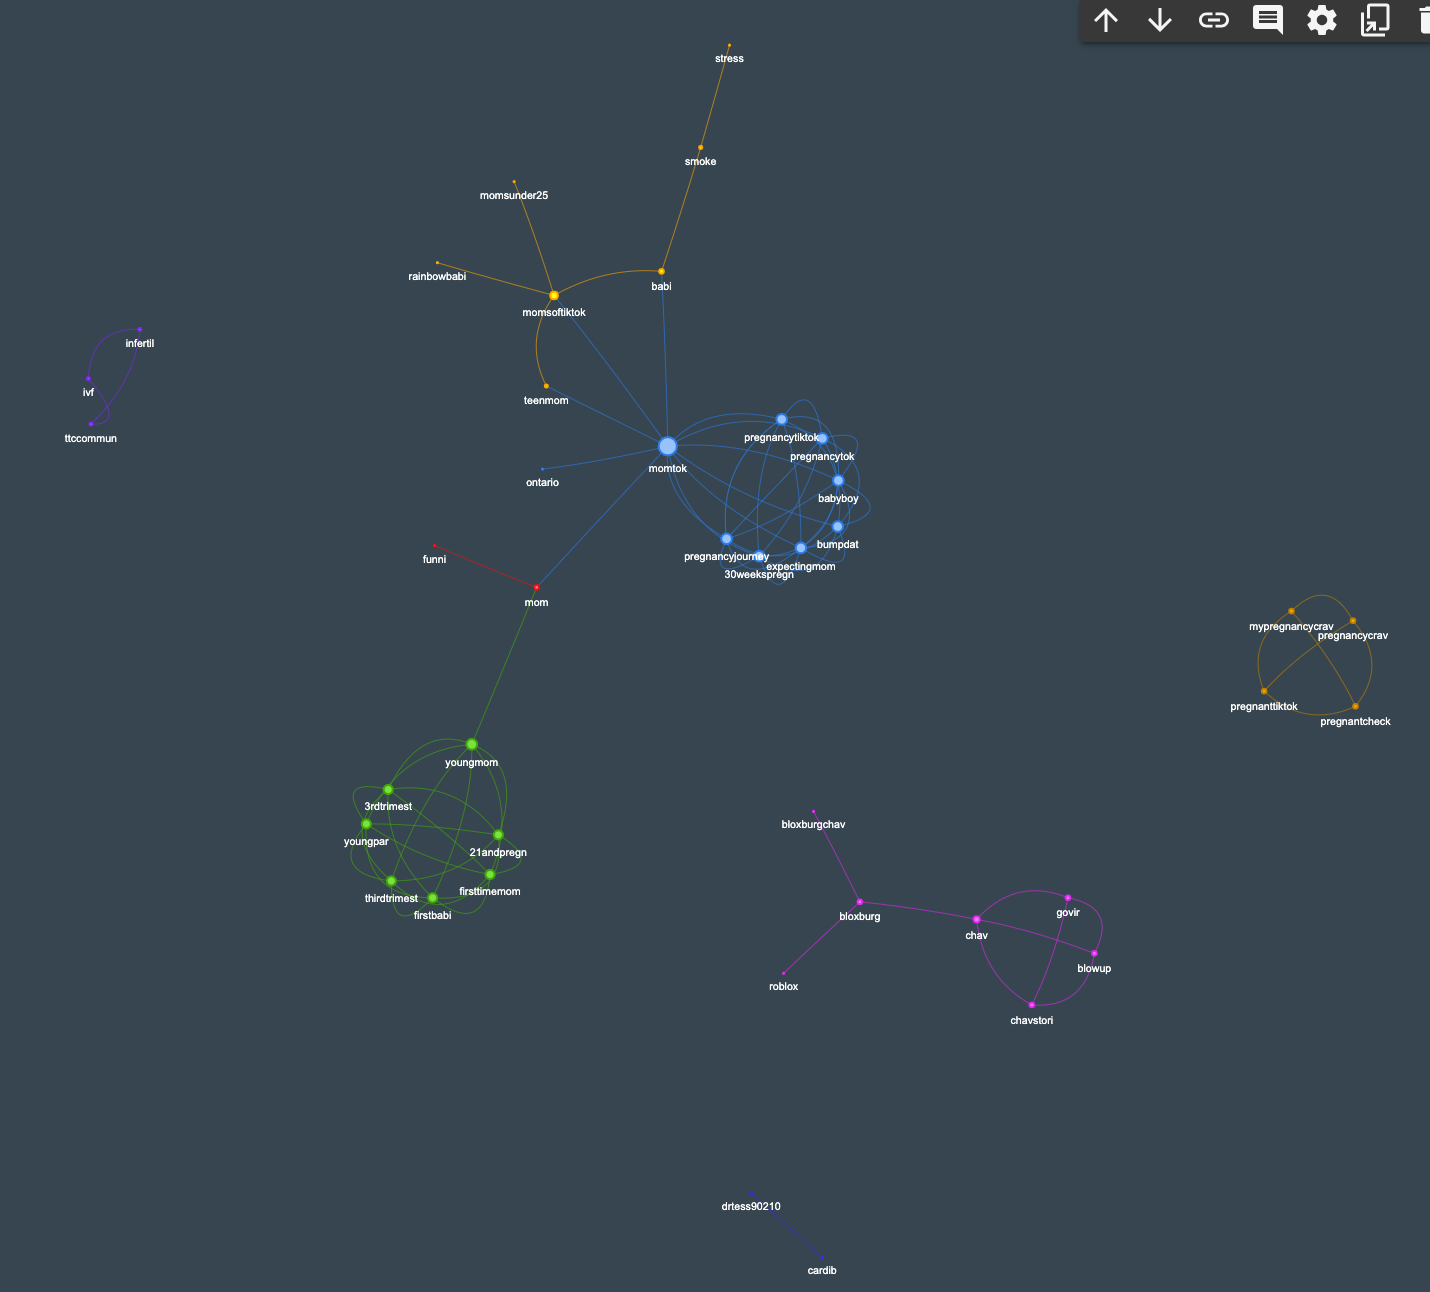 stress
smoke
momsunder25
rainbowbabi
babi
momsoftiktok
infertil
ivf
teenmom
ttccommun
pregnancytiktok
pregnancytok
momtok
ontario
babyboy
bumpdat
pregnancyjourney
expectingmom
30weekspregn
funni
mom
mypregnancycrav
pregnancycrav
pregnanttiktok
pregnantcheck
youngmom
3rdtrimest
youngpar
21andpregn
firsttimemom
thirdtrimest
firstbabi
bloxburgchav
bloxburg
govir
chav
blowup
roblox
chavstori
drtess90210
cardib